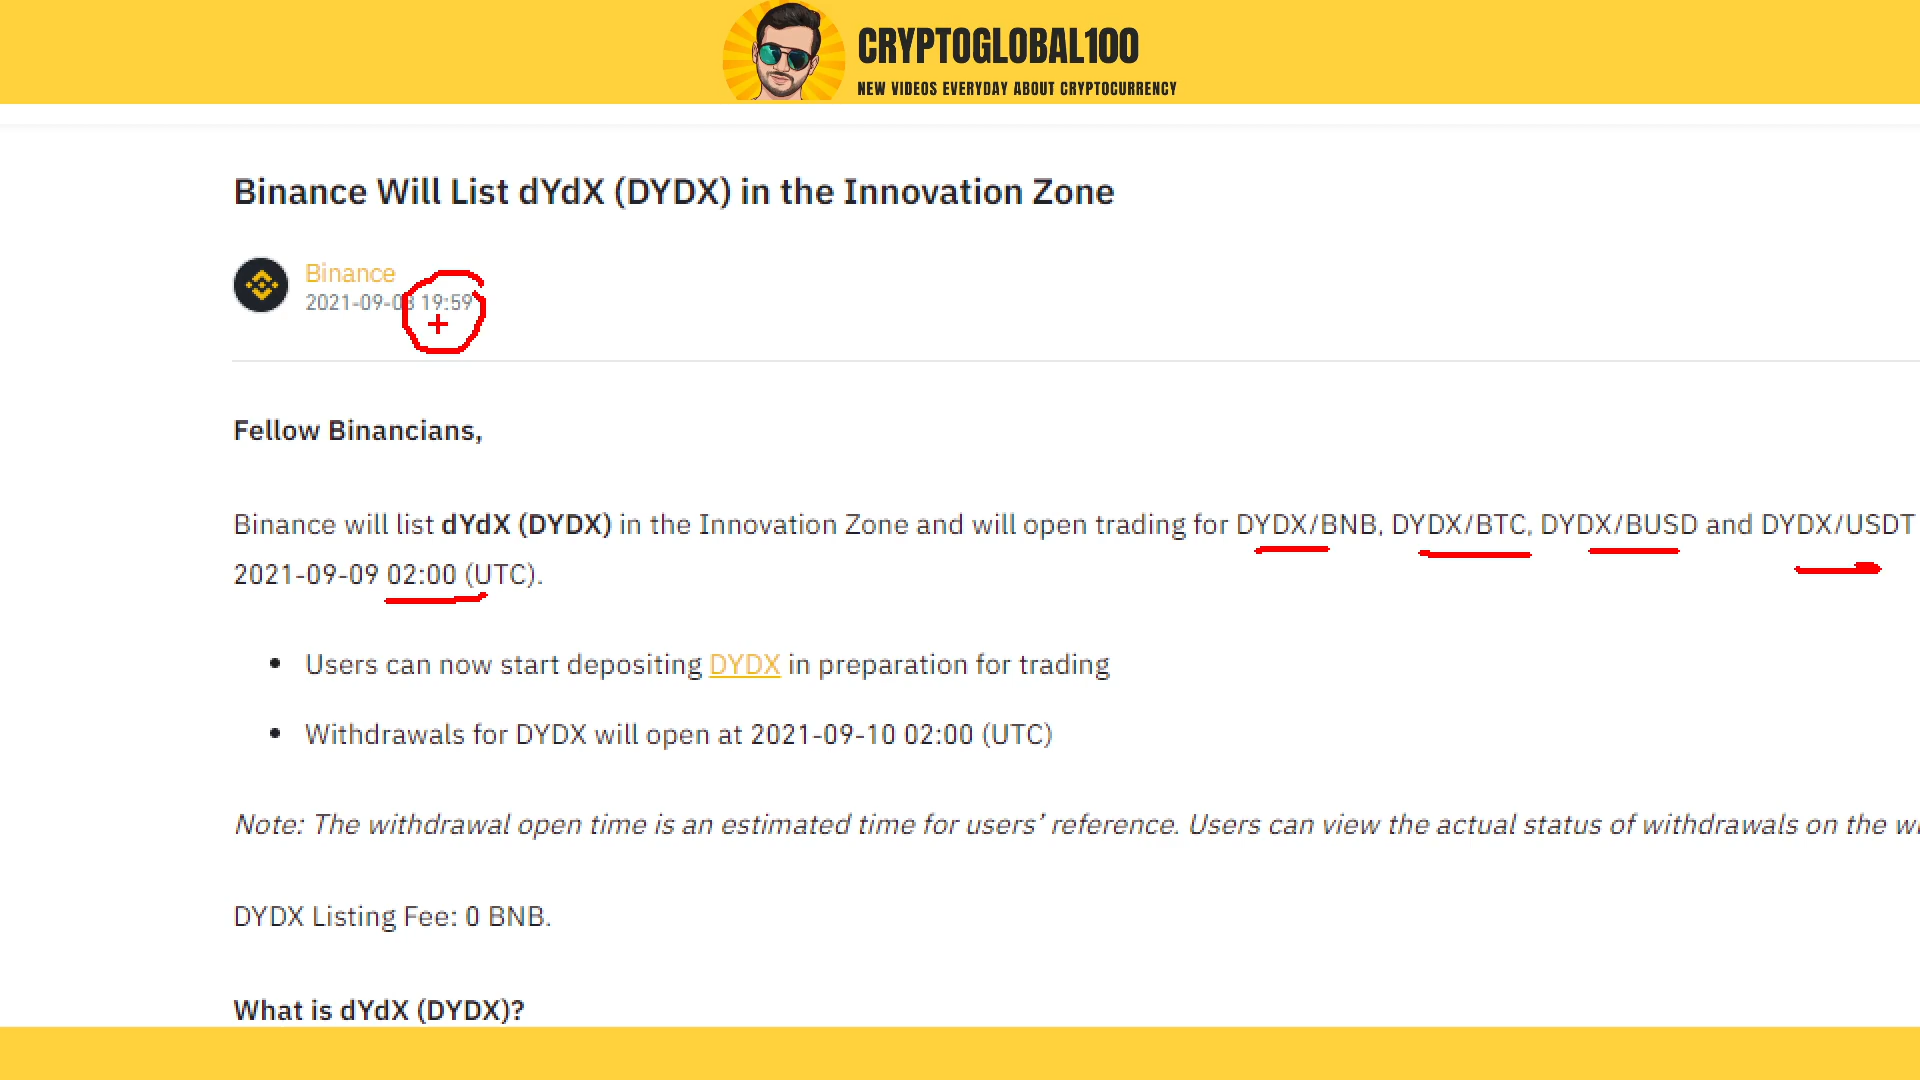 CRYPTOGLOBAL100
NEW VIDEOS EVERYDAY ABOUT CRYPTOCURRENCY
Binance Will List dYdX (DYDX) in the Innovation Zone
Binance
2021-09-08 19:59
Fellow Binancians,
Binance will list dYdX (DYDX) in the Innovation Zone and will open trading for DYDX/BNB, DYDX/BTC, DYDX/BUSD and DYDX/USDT
2021-09-09 02:00 (UTC).
• Users can now start depositing DYDX in preparation for trading
• Withdrawals for DYDX will open at 2021-09-10 02:00 (UTC)
Note: The withdrawal open time is an estimated time for users’ reference. Users can view the actual status of withdrawals on the
DYDX Listing Fee: 0 BNB.
What is dYdX (DYDX)?